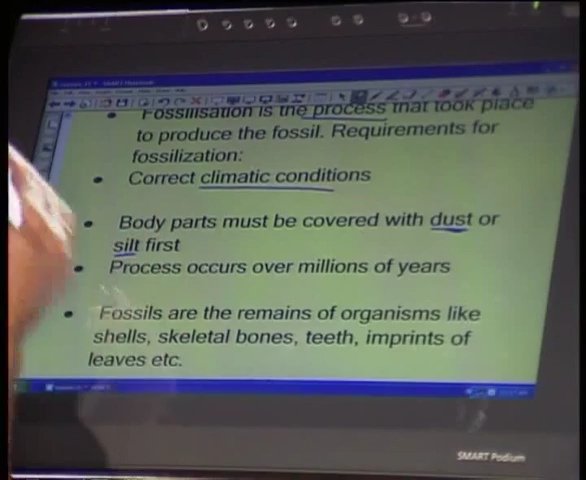 Fossilisation is the process that took place
to produce the fossil. Requirements for
fossilization:
Correct climatic conditions
Body parts must be covered with dust or
silt first
Process occurs over millions of years
Fossils are the remains of organisms like
shells, skeletal bones, teeth, imprints of
leaves etc.
SMART Podium